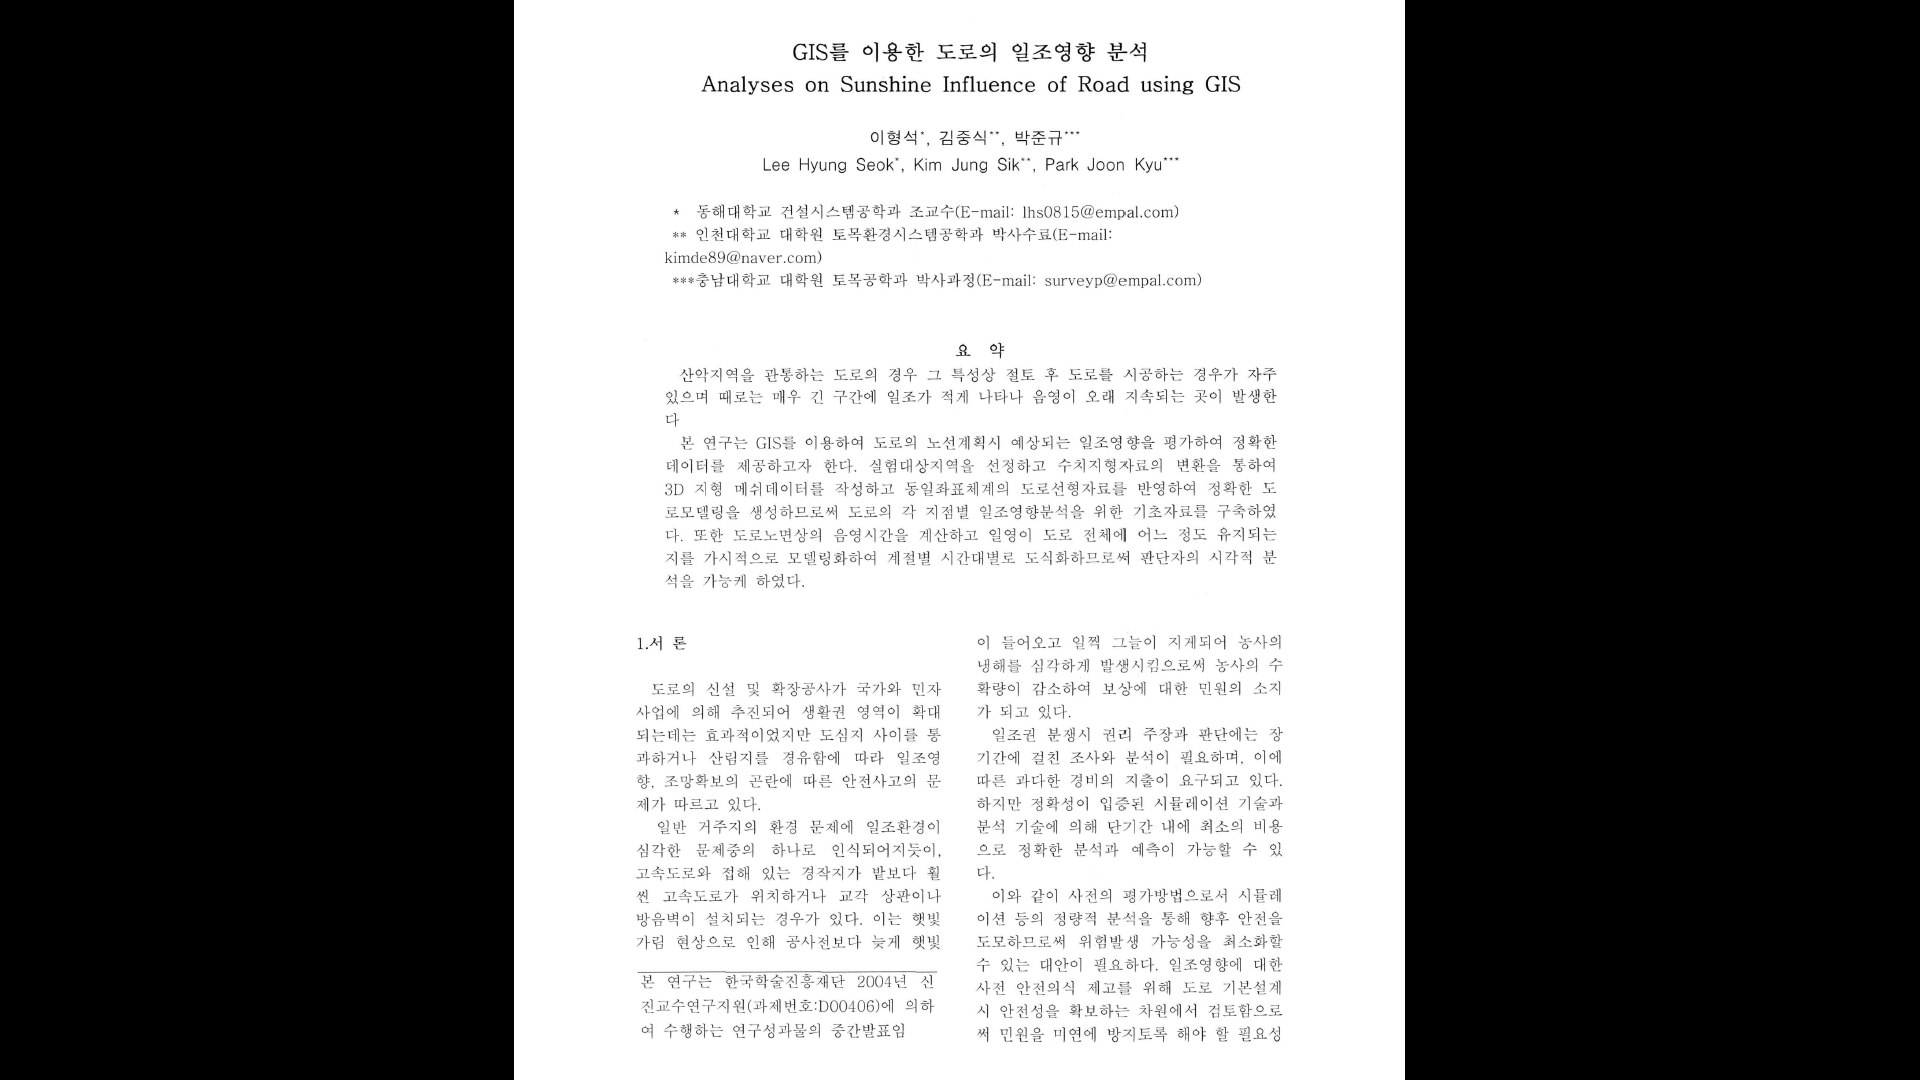 GIS를 이용한 도로의 일조영향 분석
Analyses on Sunshine Influence of Road using GIS
이형석*, 김중식**, 박준규***
Lee Hyung Seok*, Kim Jung Sik**, Park Joon Kyu***
* 동해대학교 건설시스템공학과 조교수(E-mail: lhs0815@empal.com)
** 인천대학교 대학원 토목환경시스템공학과 박사수료(E-mail:
kimde89@naver.com)
***충남대학교 대학원 토목공학과 박사과정(E-mail: surveyp@empal.com)
요 약
산악지역을 관통하는 도로의 경우 그 특성상 절토 후 도로를 시공하는 경우가 자주
있으며 때로는 매우 긴 구간에 일조가 적게 나타나 음영이 오래 지속되는 곳이 발생한
다
본 연구는 GIS를 이용하여 도로의 노선계획시 예상되는 일조영향을 평가하여 정확한
데이터를 제공하고자 한다. 실험대상지역을 선정하고 수치지형자료의 변환을 통하여
3D 지형 메쉬데이터를 작성하고 동일좌표체계의 도로선형자료를 반영하여 정확한 도
로모델링을 생성하므로써 도로의 각 지점별 일조영향분석을 위한 기초자료를 구축하였
다. 또한 도로노면상의 음영시간을 계산하고 일영이 도로 전체에 어느 정도 유지되는
지를 가시적으로 모델링화하여 계절별 시간대별로 도식화하므로써 판단자의 시각적 분
석을 가능케 하였다.
1.서 론
도로의 신설 및 확장공사가 국가와 민자
사업에 의해 추진되어 생활권 영역이 확대
되는데는 효과적이었지만 도심지 사이를 통
과하거나 산림지를 경유함에 따라 일조영
향, 조망확보의 곤란에 따른 안전사고의 문
제가 따르고 있다.
일반 거주지의 환경 문제에 일조환경이
심각한 문제중의 하나로 인식되어지듯이,
고속도로와 접해 있는 경작지가 밭보다 훨
씬 고속도로가 위치하거나 교각 상판이나
방음벽이 설치되는 경우가 있다. 이는 햇빛
가림 현상으로 인해 공사전보다 늦게 햇빛
본 연구는 한국학술진흥재단 2004년 신
진교수연구지원(과제번호:D00406)에 의하
여 수행하는 연구성과물의 중간발표임
이 들어오고 일찍 그늘이 지게되어 농사의
냉해를 심각하게 발생시킴으로써 농사의 수
확량이 감소하여 보상에 대한 민원의 소지
가 되고 있다.
일조권 분쟁시 권리 주장과 판단에는 장
기간에 걸친 조사와 분석이 필요하며, 이에
따른 과다한 경비의 지출이 요구되고 있다.
하지만 정확성이 입증된 시뮬레이션 기술과
분석 기술에 의해 단기간 내에 최소의 비용
으로 정확한 분석과 예측이 가능할 수 있
다.
이와 같이 사전의 평가방법으로서 시뮬레
이션 등의 정량적 분석을 통해 향후 안전을
도모하므로써 위험발생 가능성을 최소화할
수 있는 대안이 필요하다. 일조영향에 대한
사전 안전의식 제고를 위해 도로 기본설계
시 안전성을 확보하는 차원에서 검토함으로
써 민원을 미연에 방지토록 해야 할 필요성